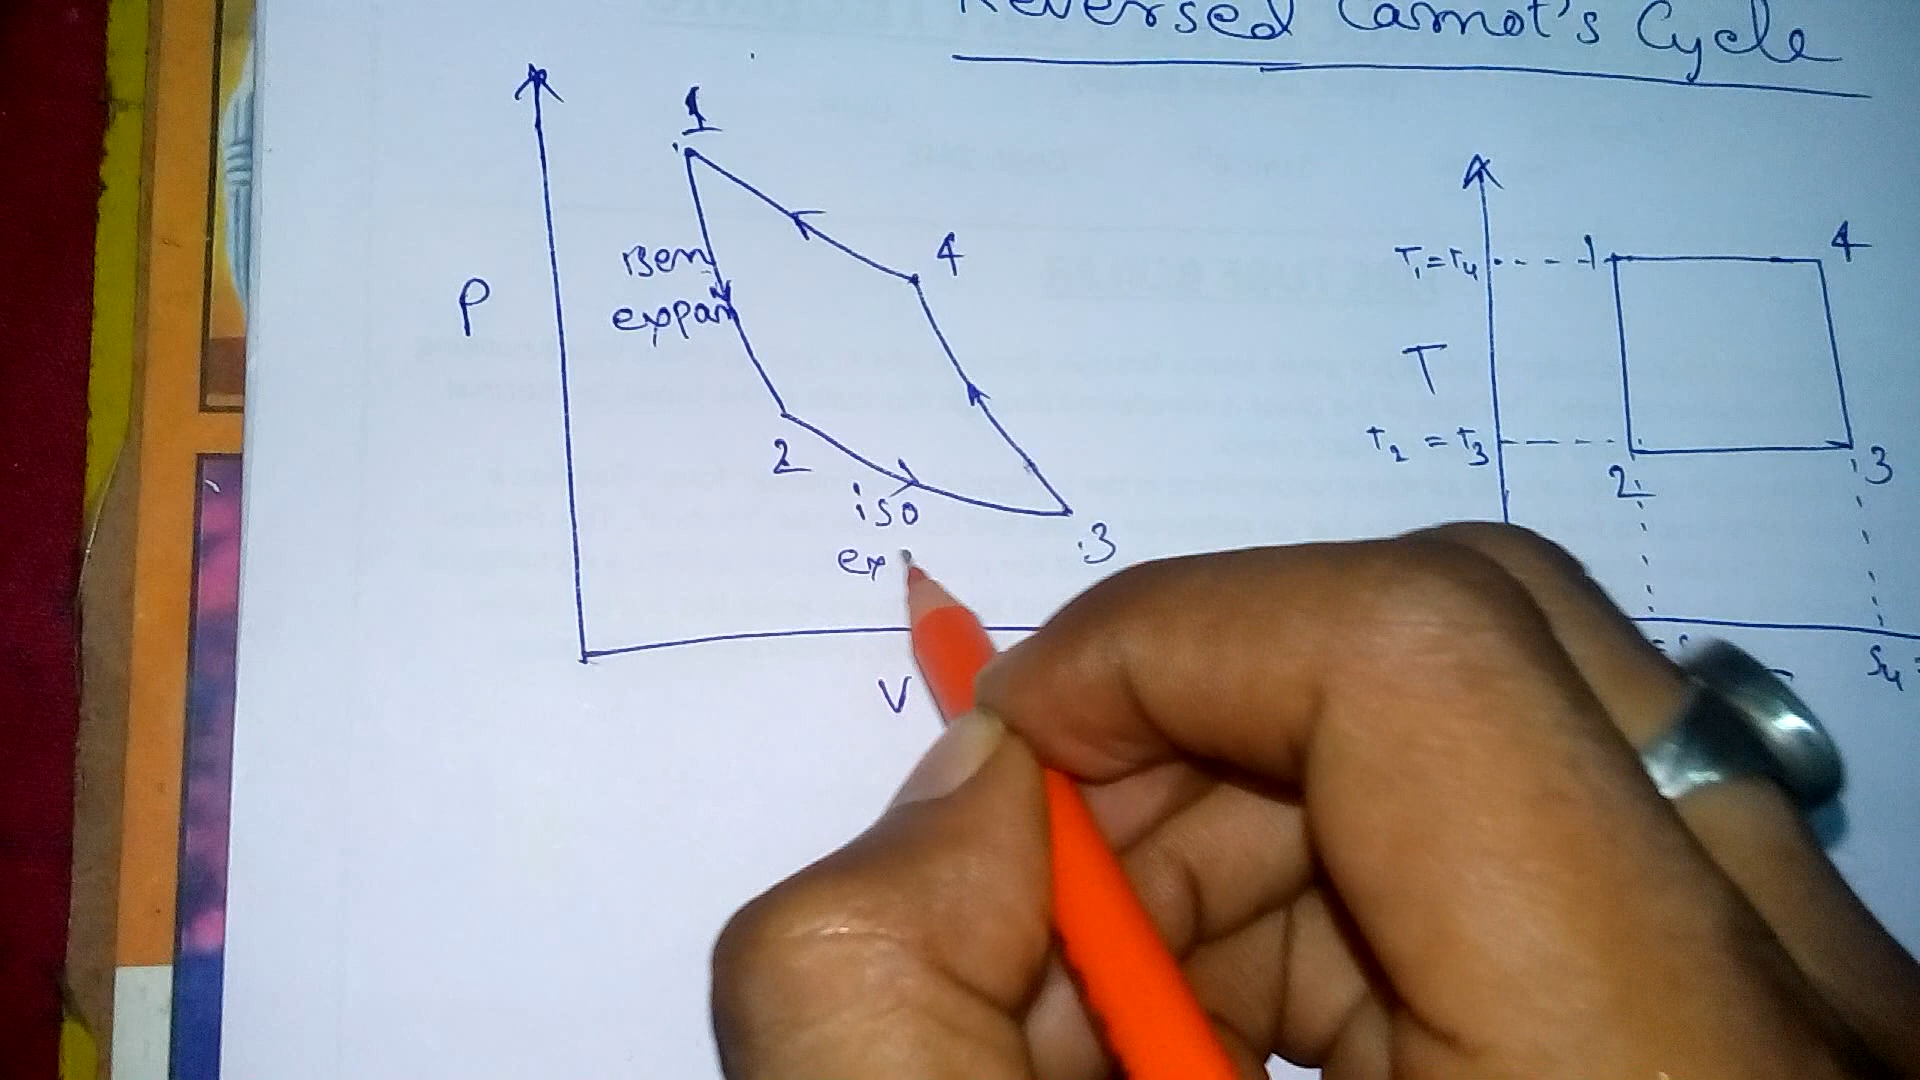 Reversed Carnot's Cycle
1
isen
expan
4
P
2
iso
ex
3
V
T₁=T₄
1
4
T
T₂ = T₃
2
3
S₄ =